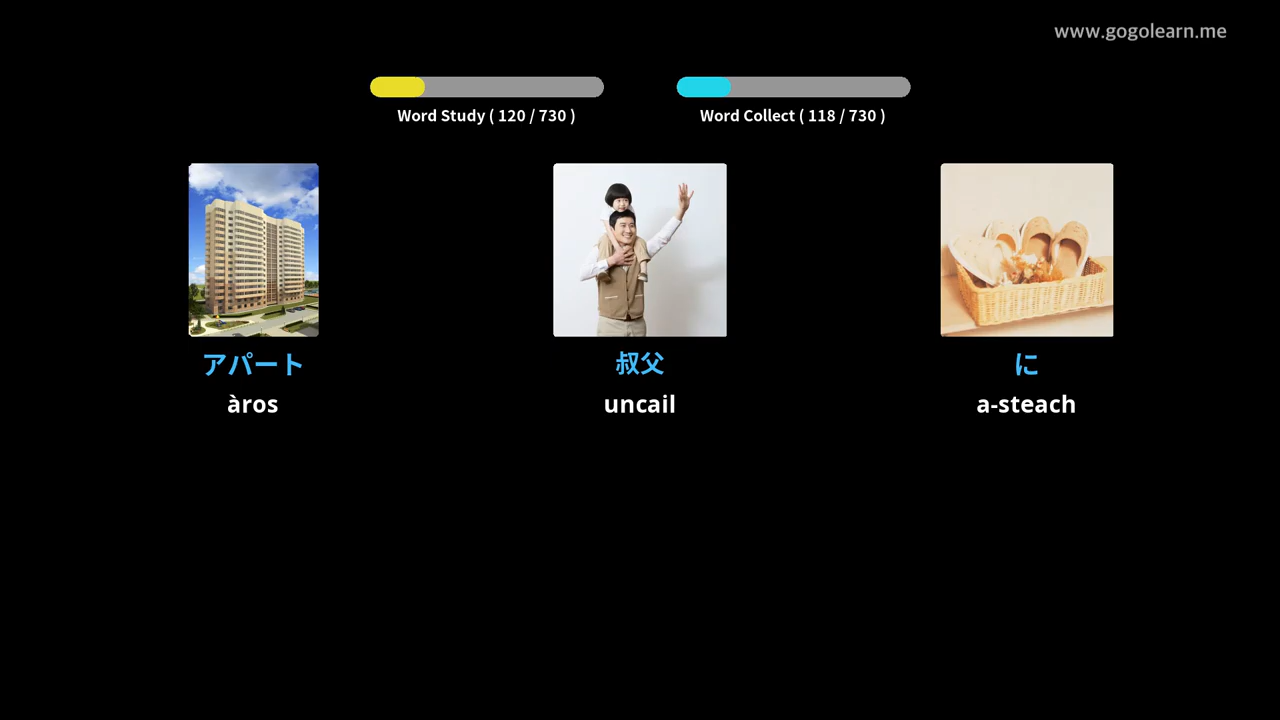 www.gogolearn.me
Word Study ( 120 / 730 )
Word Collect ( 118 / 730 )
アパート
叔父
に
àros
uncail
a-steach